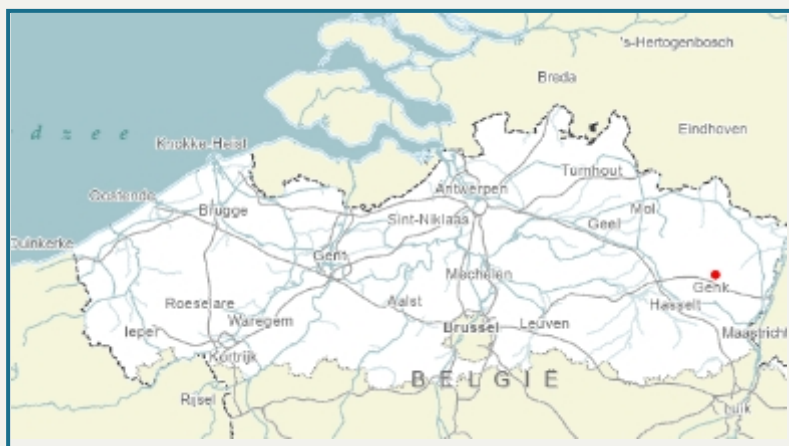 's-Hertogenbosch
Breda
Eindhoven
d z e e
Knokke-Heist
Turnhout
Oostende
Antwerpen
Mol
Brugge
Sint-Niklaas
Geel
Duinkerke
Gent
Mechelen
Genk
Roeselare
Aalst
Hasselt
Ieper
Waregem
Brussel
Leuven
Maastricht
Kortrijk
BELGIË
Rijsel
Luik